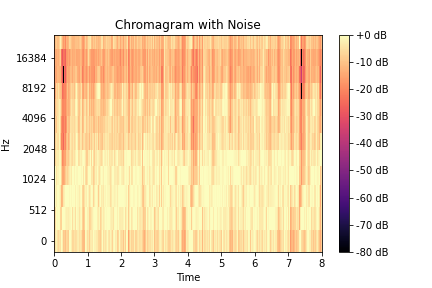 Chromagram with Noise
Hz
16384
8192
4096
2048
1024
512
0
0 1 2 3 4 5 6 7 8
Time
+0 dB
-10 dB
-20 dB
-30 dB
-40 dB
-50 dB
-60 dB
-70 dB
-80 dB